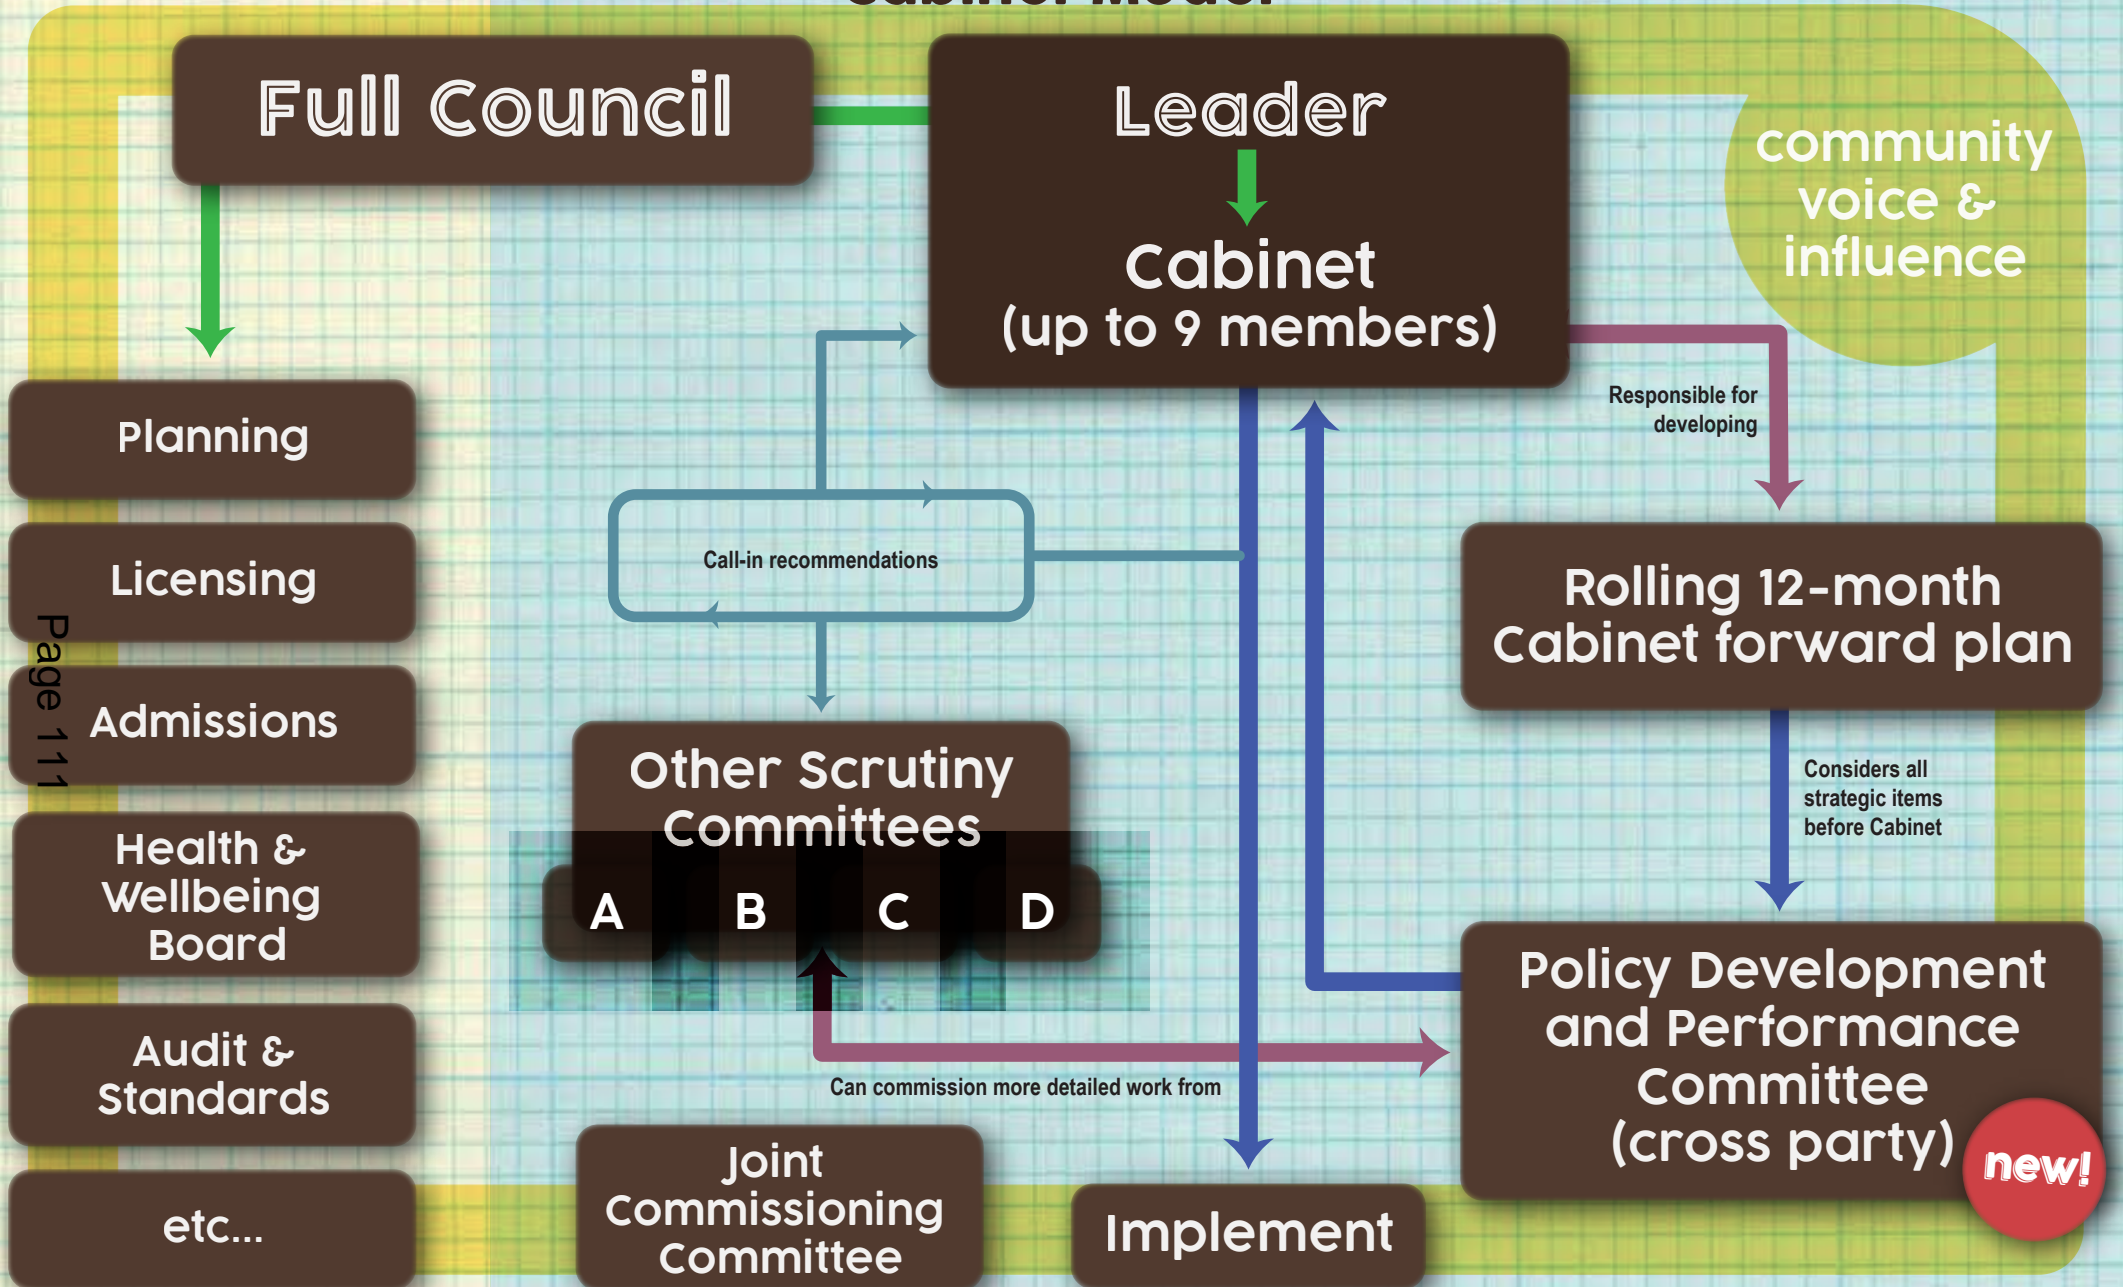 Cabinet Model
Full Council
Leader
Cabinet
(up to 9 members)
community
voice &
influence
Responsible for
developing
Planning
Licensing
Admissions
Health &
Wellbeing
Board
Audit &
Standards
etc...
Page 111
Call-in recommendations
Other Scrutiny
Committees
A
B
C
D
Rolling 12-month
Cabinet forward plan
Considers all
strategic items
before Cabinet
Policy Development
and Performance
Committee
(cross party)
new!
Can commission more detailed work from
Joint
Commissioning
Committee
Implement